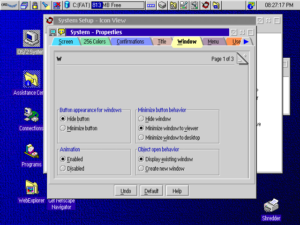 C:(FAT)
MB Free
8:27:17 PM
System Setup - Icon View
System - Properties
Screen
256 Colors
Confirmations
Title
Window
Menu
Page 1 of 3
Button appearance for windows
Hide button
Minimize button
Minimize button behavior
Hide window
Minimize window to viewer
Minimize window to desktop
Animation
Enabled
Disabled
Object open behavior
Display existing window
Create new window
Undo
Default
Help
OS/2 System
Assistance Center
Connections
Programs
WebExplorer
Get Netscape
Navigator
Shredder